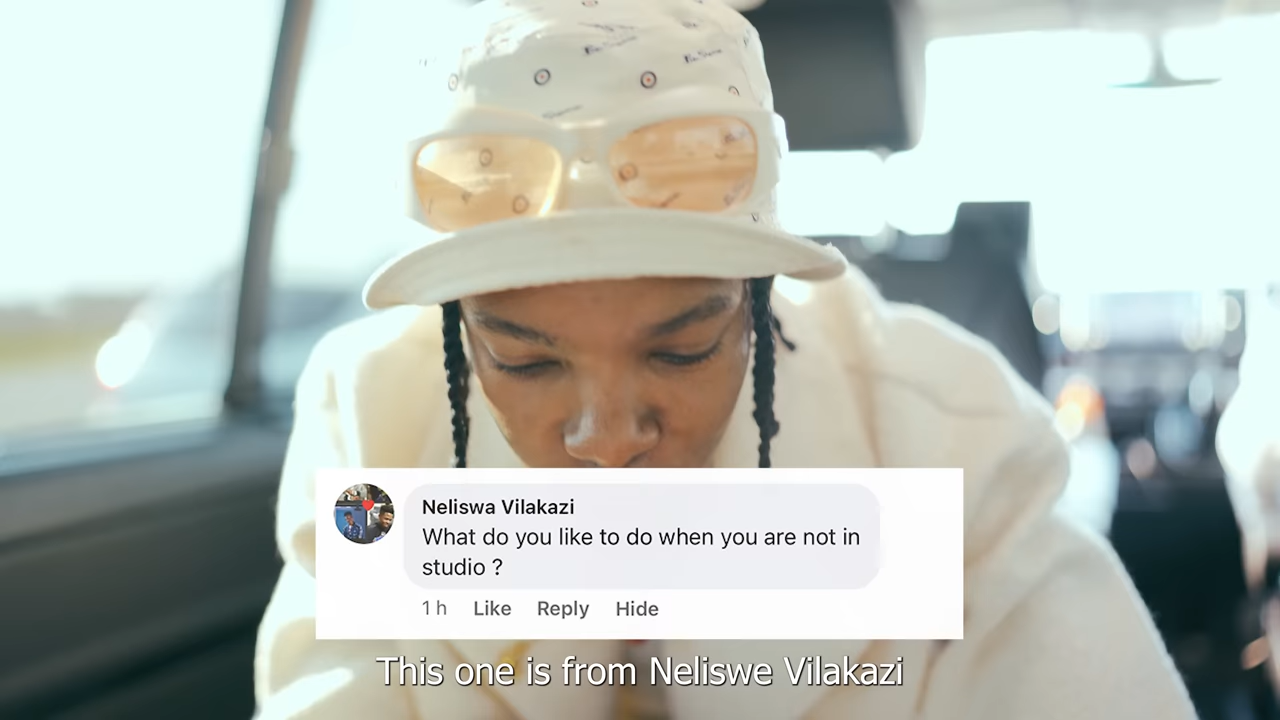 Neliswa Vilakazi
What do you like to do when you are not in
studio ?
1 h Like Reply Hide
This one is from Neliswe Vilakazi